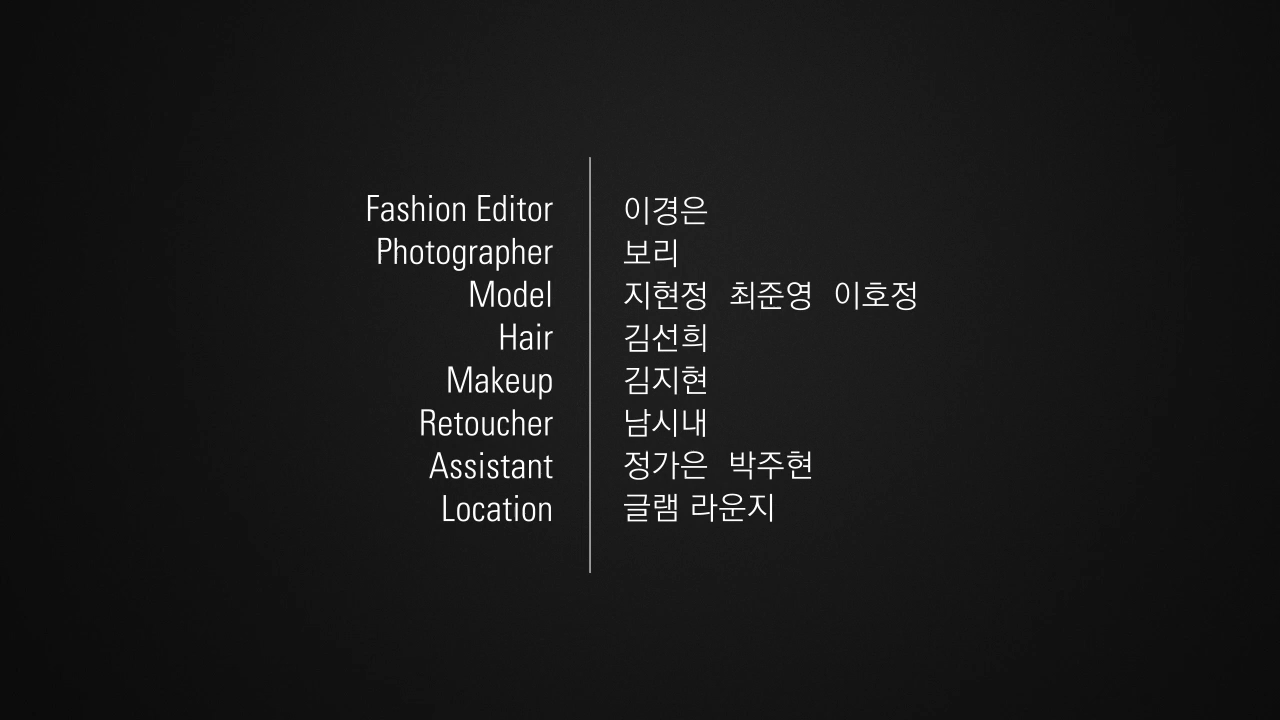 Fashion Editor 이경은
Photographer 보리
Model 지현정 최준영 이호정
Hair 김선희
Makeup 김지현
Retoucher 남시내
Assistant 정가은 박주현
Location 글램 라운지